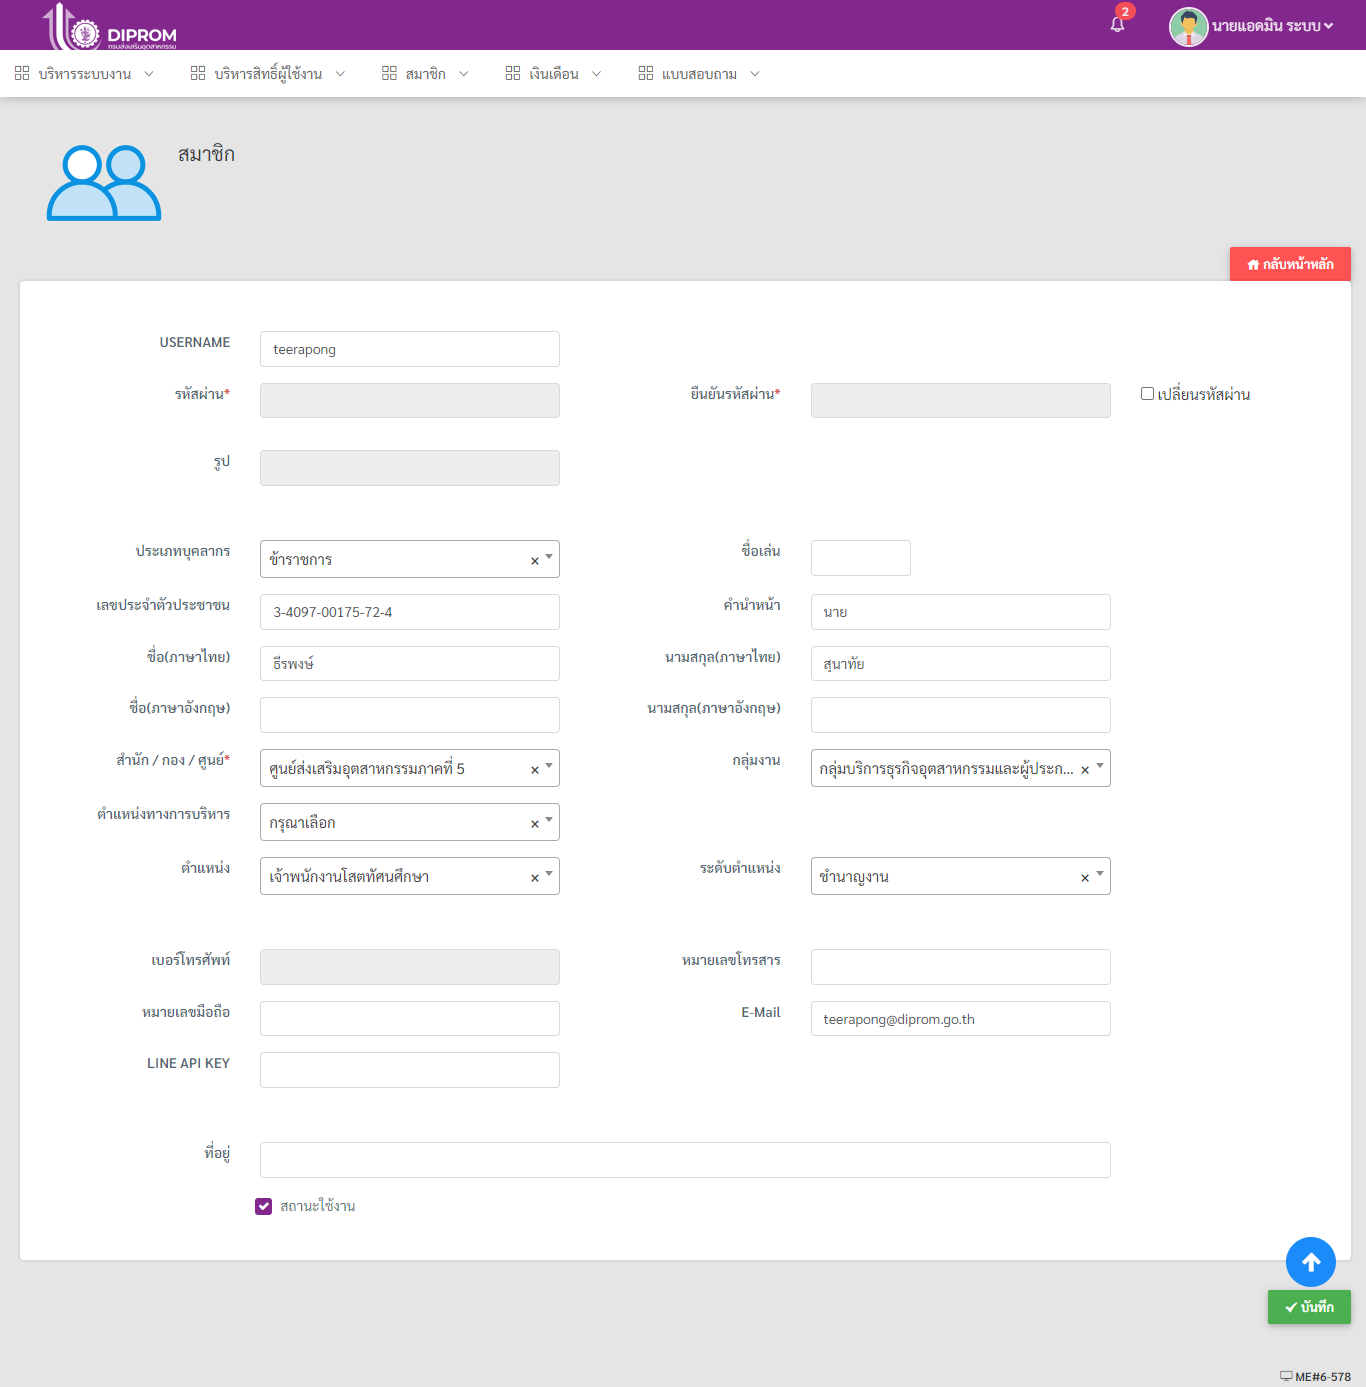 DIPROM
กรมส่งเสริมอุตสาหกรรม
2
นายแอดมิน ระบบ
บริหารระบบงาน
บริหารสิทธิ์ผู้ใช้งาน
สมาชิก
เงินเดือน
แบบสอบถาม
สมาชิก
กลับหน้าหลัก
USERNAME
teerapong
รหัสผ่าน*
ยืนยันรหัสผ่าน*
เปลี่ยนรหัสผ่าน
รูป
ประเภทบุคลากร
ข้าราชการ ×
ชื่อเล่น
เลขประจำตัวประชาชน
3-4097-00175-72-4
คำนำหน้า
นาย
ชื่อ(ภาษาไทย)
ธีรพงษ์
นามสกุล(ภาษาไทย)
สุนาทัย
ชื่อ(ภาษาอังกฤษ)
นามสกุล(ภาษาอังกฤษ)
สำนัก / กอง / ศูนย์*
ศูนย์ส่งเสริมอุตสาหกรรมภาคที่ 5 ×
กลุ่มงาน
กลุ่มบริการธุรกิจอุตสาหกรรมและผู้ประก... ×
ตำแหน่งทางการบริหาร
กรุณาเลือก ×
ตำแหน่ง
เจ้าพนักงานโสตทัศนศึกษา ×
ระดับตำแหน่ง
ชำนาญงาน ×
เบอร์โทรศัพท์
หมายเลขโทรสาร
หมายเลขมือถือ
E-Mail
teerapong@diprom.go.th
LINE API KEY
ที่อยู่
สถานะใช้งาน
บันทึก
ME#6-578